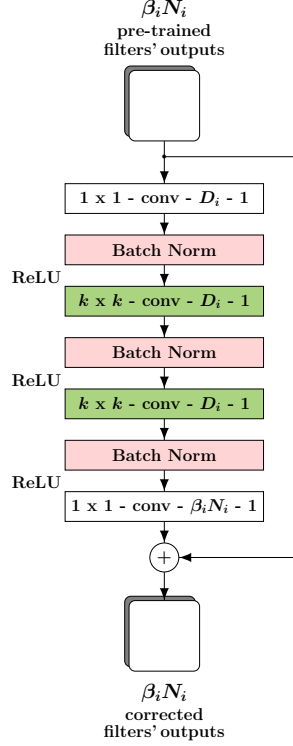 βᵢNᵢ
pre-trained
filters' outputs
1 x 1 - conv - Dᵢ - 1
Batch Norm
ReLU
k x k - conv - Dᵢ - 1
Batch Norm
ReLU
k x k - conv - Dᵢ - 1
Batch Norm
ReLU
1 x 1 - conv - βᵢNᵢ - 1
+
βᵢNᵢ
corrected
filters' outputs